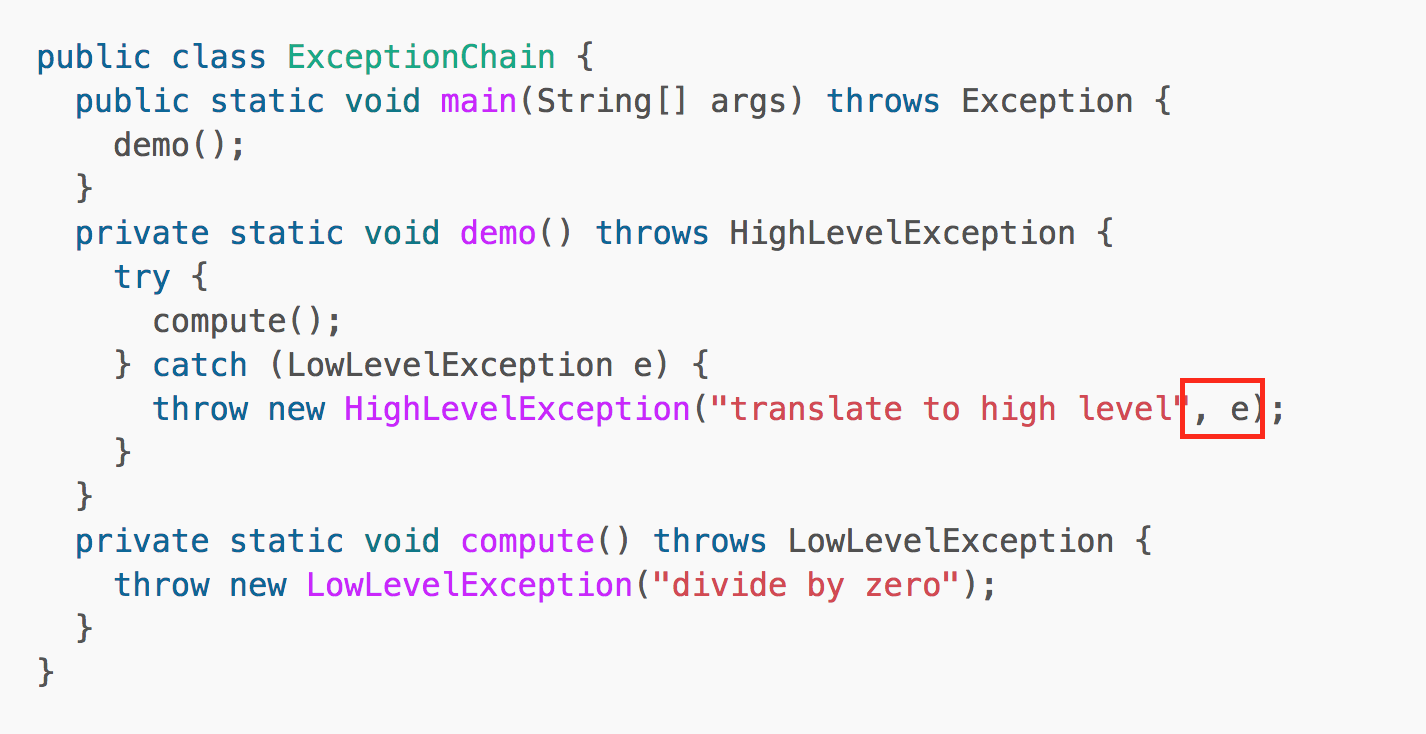 public class ExceptionChain {
  public static void main(String[] args) throws Exception {
    demo();
  }
  private static void demo() throws HighLevelException {
    try {
      compute();
    } catch (LowLevelException e) {
      throw new HighLevelException("translate to high level", e);
    }
  }
  private static void compute() throws LowLevelException {
    throw new LowLevelException("divide by zero");
  }
}